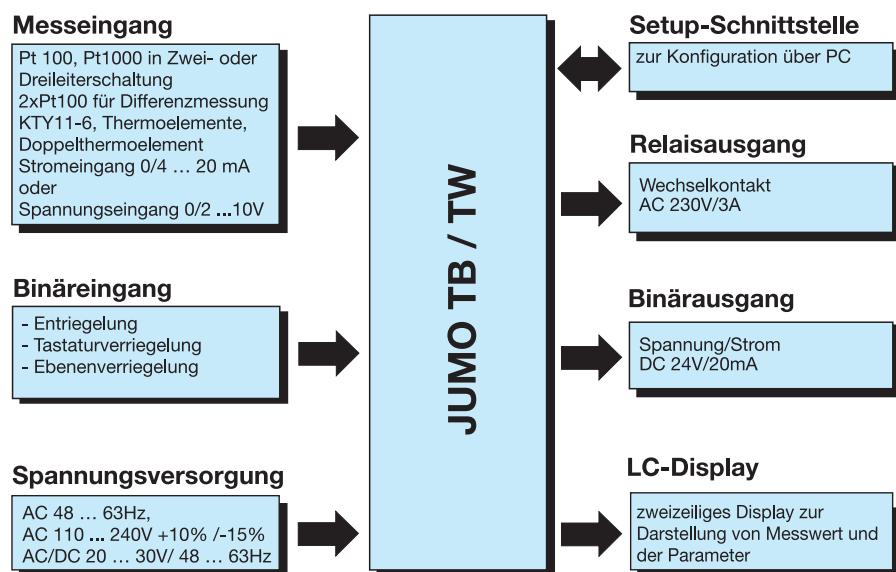 Messeingang
Pt 100, Pt1000 in Zwei- oder
Dreileiterschaltung
2xPt100 für Differenzmessung
KTY11-6, Thermoelemente,
Doppelthermoelement
Stromeingang 0/4 ... 20 mA
oder
Spannungseingang 0/2 ...10V
Binäreingang
- Entriegelung
- Tastaturverriegelung
- Ebenenverriegelung
Spannungsversorgung
AC 48 ... 63Hz,
AC 110 ... 240V +10% /-15%
AC/DC 20 ... 30V/ 48 ... 63Hz
JUMO TB / TW
Setup-Schnittstelle
zur Konfiguration über PC
Relaisausgang
Wechselkontakt
AC 230V/3A
Binärausgang
Spannung/Strom
DC 24V/20mA
LC-Display
zweizeiliges Display zur
Darstellung von Messwert und
der Parameter